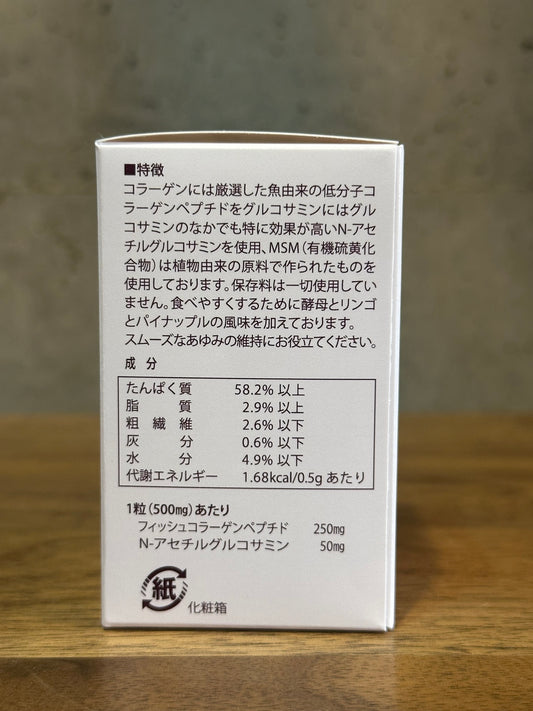 ■特徴
コラーゲンには厳選した魚由来の低分子コ
ラーゲンペプチドをグルコサミンにはグル
コサミンのなかでも特に効果が高いN-アセ
チルグルコサミンを使用、MSM（有機硫黄化
合物）は植物由来の原料で作られたものを
使用しております。保存料は一切使用してい
ません。食べやすくするために酵母とリンゴ
とパイナップルの風味を加えております。
スムーズなあゆみの維持にお役立てください。
成 分
たんぱく質 58.2% 以上
脂 質 2.9% 以上
粗 繊 維 2.6% 以下
灰 分 0.6% 以下
水 分 4.9% 以下
代謝エネルギー 1.68kcal/0.5g あたり
1粒（500mg）あたり
フィッシュコラーゲンペプチド 250mg
N-アセチルグルコサミン 50mg
紙
化粧箱